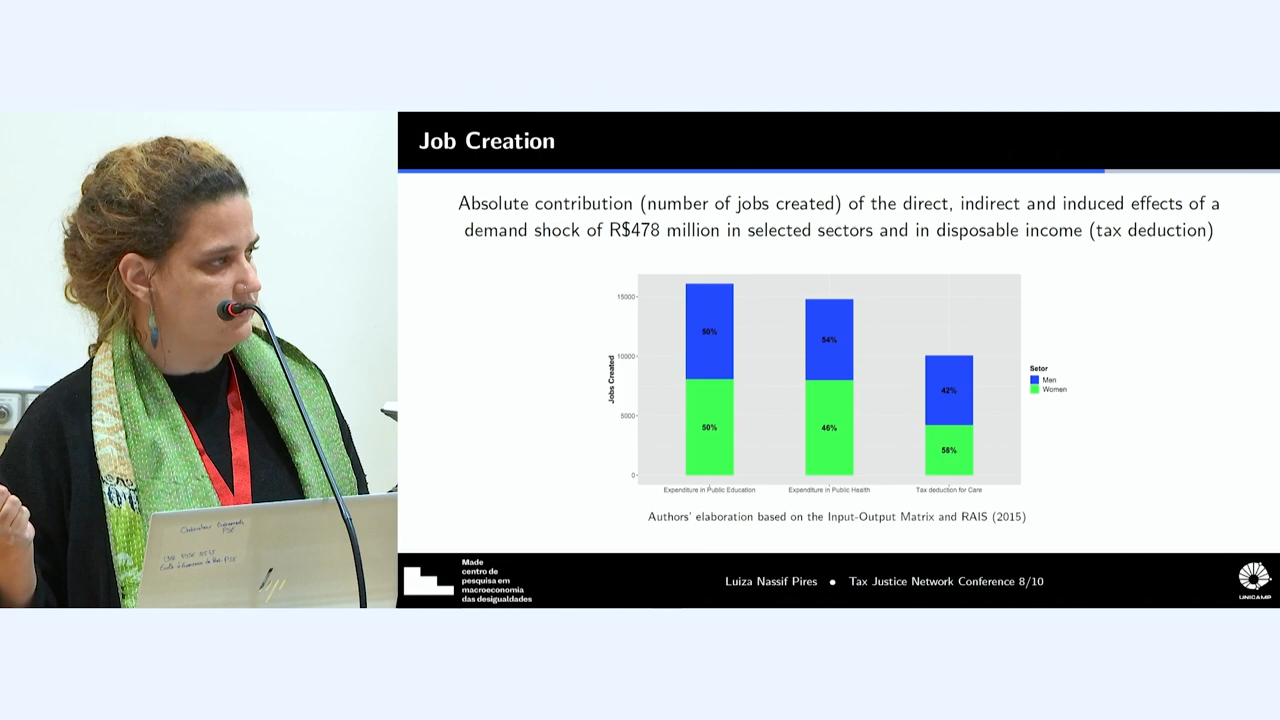 Job Creation
Absolute contribution (number of jobs created) of the direct, indirect and induced effects of a
demand shock of R$478 million in selected sectors and in disposable income (tax deduction)
15000
10000
5000
0
Jobs Created
50%
54%
42%
50%
46%
58%
Setor
Men
Women
Expenditure in Public Education
Expenditure in Public Health
Tax deduction for Care
Authors' elaboration based on the Input-Output Matrix and RAIS (2015)
Made
centro de
pesquisa em
macroeconomia
das desigualdades
Luiza Nassif Pires ● Tax Justice Network Conference 8/10
UNICAMP
PSE